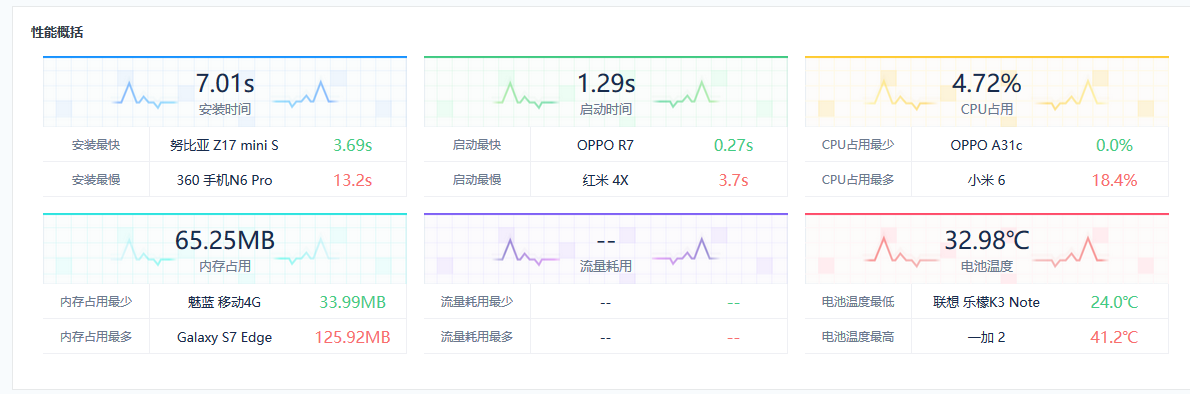 性能概括
7.01s
安装时间
1.29s
启动时间
4.72%
CPU占用
安装最快 努比亚 Z17 mini S 3.69s
启动最快 OPPO R7 0.27s
CPU占用最少 OPPO A31c 0.0%
安装最慢 360 手机N6 Pro 13.2s
启动最慢 红米 4X 3.7s
CPU占用最多 小米 6 18.4%
65.25MB
内存占用
--
流量耗用
32.98℃
电池温度
内存占用最少 魅蓝 移动4G 33.99MB
流量耗用最少 -- --
电池温度最低 联想 乐檬K3 Note 24.0℃
内存占用最多 Galaxy S7 Edge 125.92MB
流量耗用最多 -- --
电池温度最高 一加 2 41.2℃